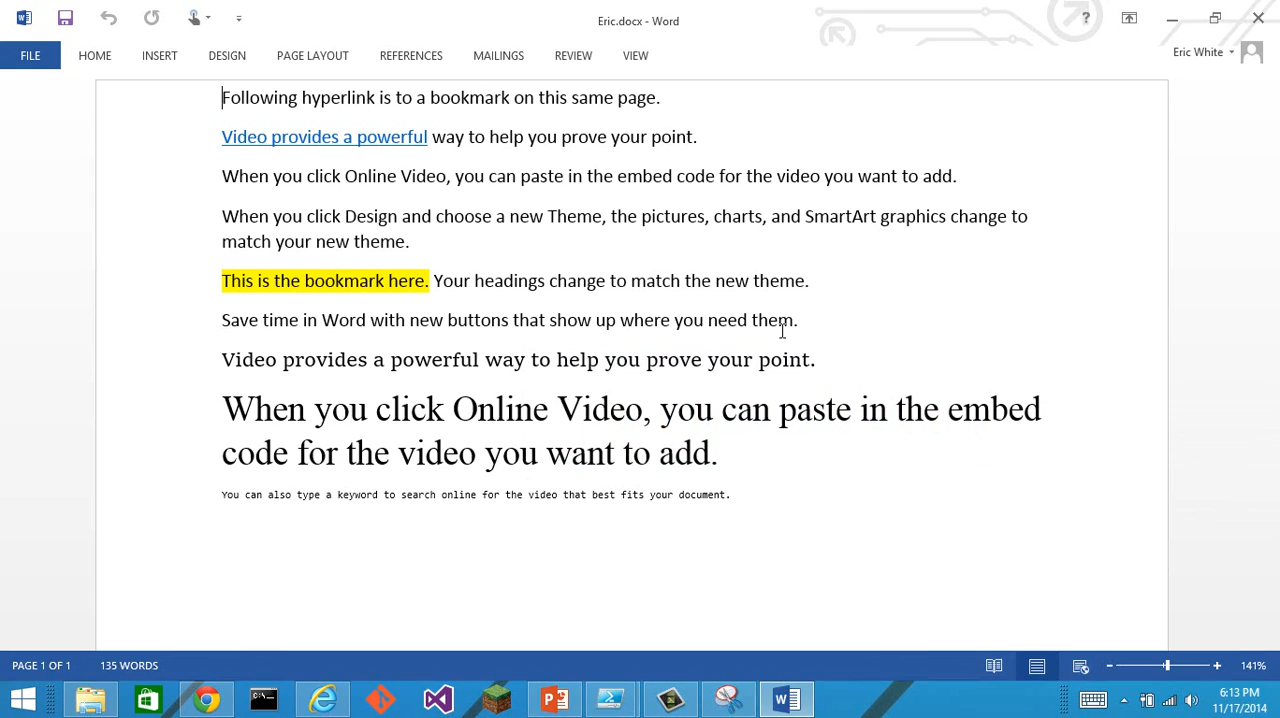 Eric.docx - Word
?
FILE HOME INSERT DESIGN PAGE LAYOUT REFERENCES MAILINGS REVIEW VIEW Eric White
Following hyperlink is to a bookmark on this same page.
Video provides a powerful way to help you prove your point.
When you click Online Video, you can paste in the embed code for the video you want to add.
When you click Design and choose a new Theme, the pictures, charts, and SmartArt graphics change to
match your new theme.
This is the bookmark here. Your headings change to match the new theme.
Save time in Word with new buttons that show up where you need them.
Video provides a powerful way to help you prove your point.
When you click Online Video, you can paste in the embed
code for the video you want to add.
You can also type a keyword to search online for the video that best fits your document.
PAGE 1 OF 1 135 WORDS 141%
6:13 PM
11/17/2014